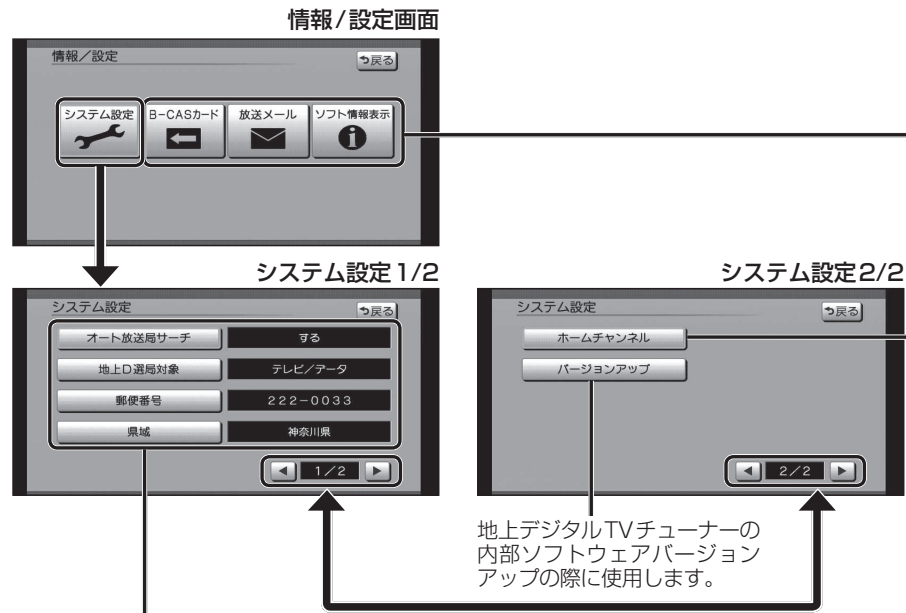 情報/設定画面
情報／設定
戻る
システム設定 B-CASカード 放送メール ソフト情報表示
システム設定1/2
システム設定
戻る
オート放送局サーチ する
地上D選局対象 テレビ／データ
郵便番号 222-0033
県域 神奈川県
1／2
システム設定2/2
システム設定
戻る
ホームチャンネル
バージョンアップ
2／2
地上デジタルTVチューナーの
内部ソフトウェアバージョン
アップの際に使用します。